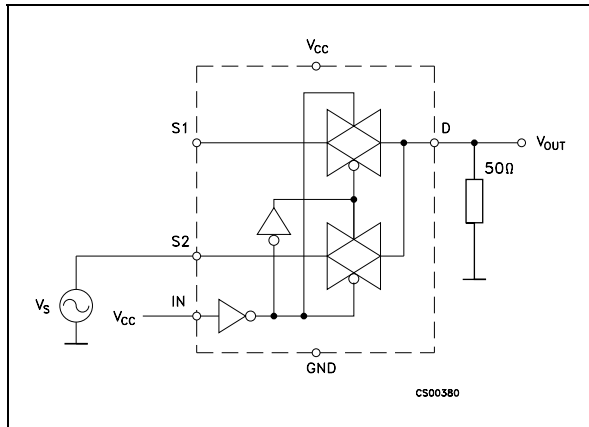 VCC
S1
D
VOUT
50Ω
S2
VS
IN
VCC
GND
CS00380